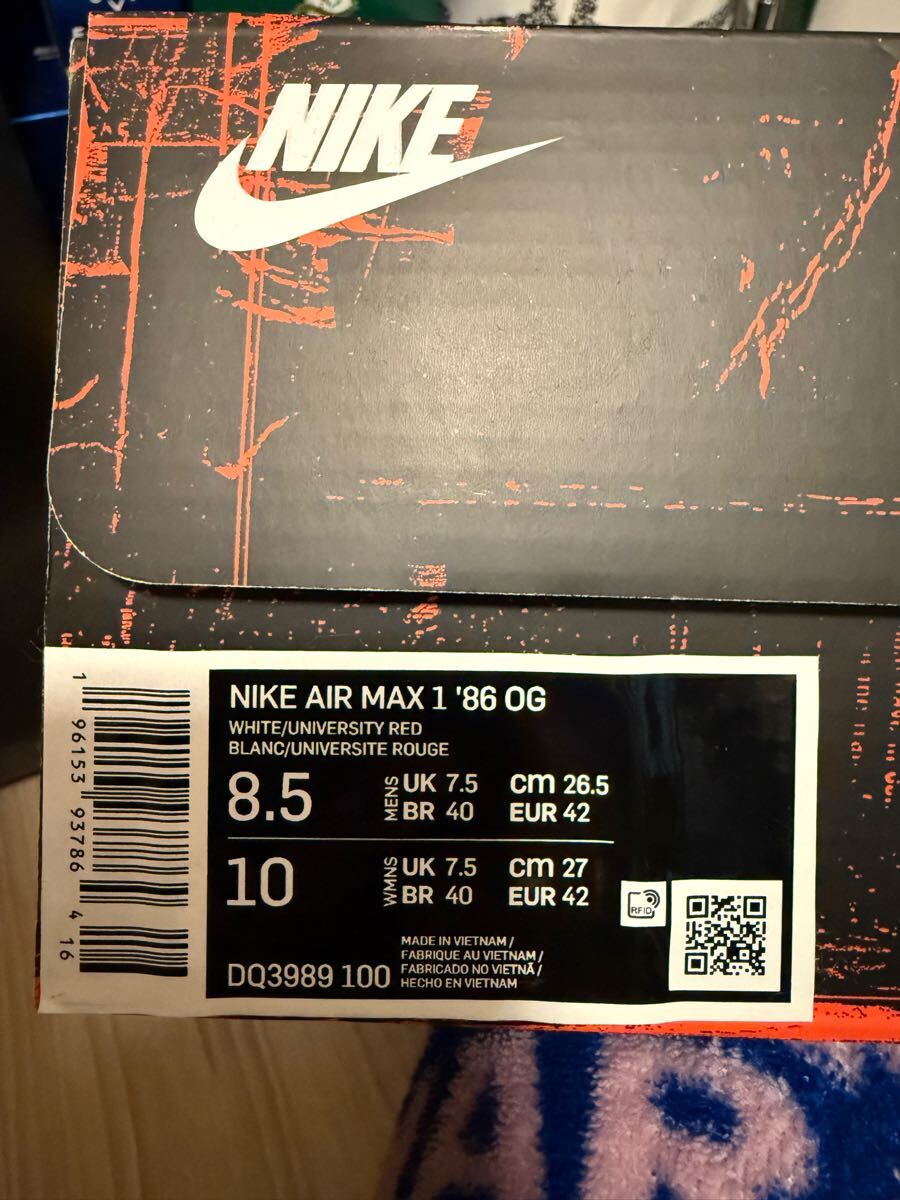 NIKE
NIKE AIR MAX 1 '86 OG
WHITE/UNIVERSITY RED
BLANC/UNIVERSITE ROUGE
8.5 MENS UK 7.5 cm 26.5
BR 40 EUR 42
10 WMNS UK 7.5 cm 27
BR 40 EUR 42
RFID
MADE IN VIETNAM /
FABRIQUE AU VIETNAM /
FABRICADO NO VIETNÃ /
DQ3989 100 HECHO EN VIETNAM
1 96153 93786 4 16
AIR